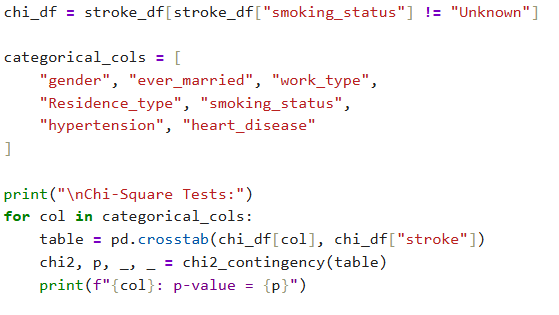 chi_df = stroke_df[stroke_df["smoking_status"] != "Unknown"]

categorical_cols = [
    "gender", "ever_married", "work_type",
    "Residence_type", "smoking_status",
    "hypertension", "heart_disease"
]

print("\nChi-Square Tests:")
for col in categorical_cols:
    table = pd.crosstab(chi_df[col], chi_df["stroke"])
    chi2, p, _, _ = chi2_contingency(table)
    print(f"{col}: p-value = {p}")